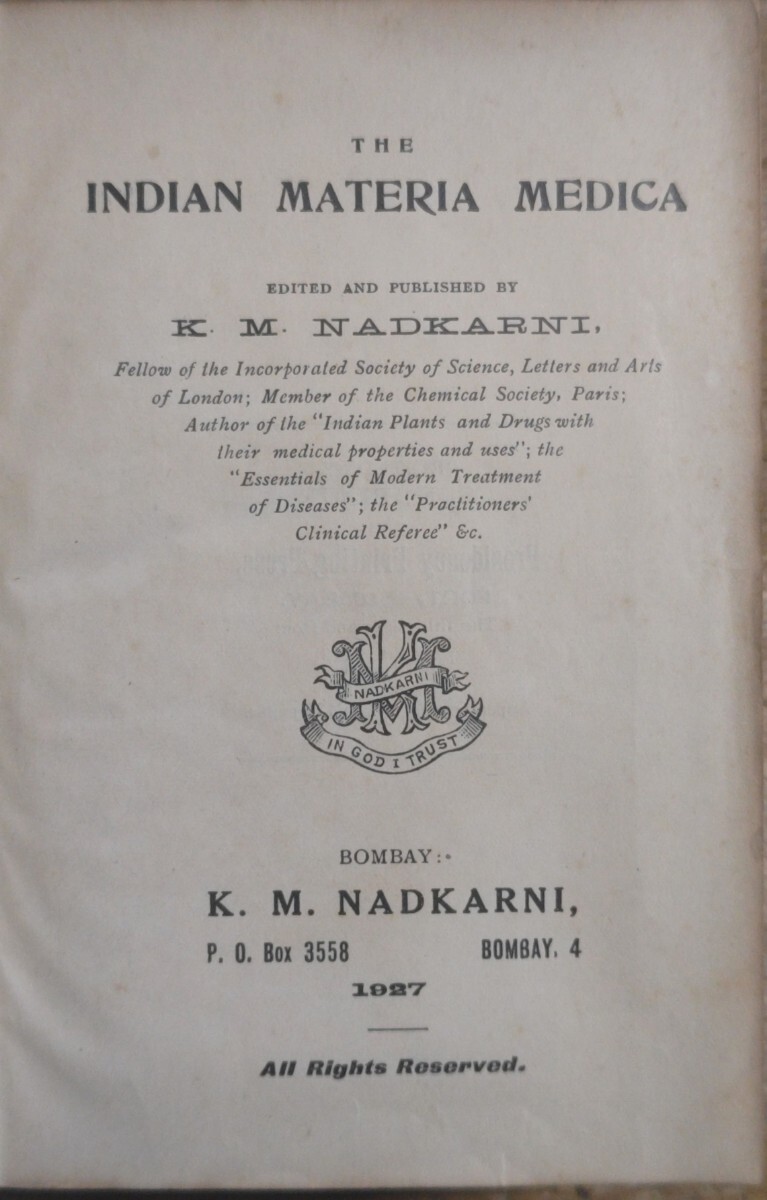 THE
INDIAN MATERIA MEDICA
EDITED AND PUBLISHED BY
K. M. NADKARNI,
Fellow of the Incorporated Society of Science, Letters and Arts
of London; Member of the Chemical Society, Paris;
Author of the "Indian Plants and Drugs with
their medical properties and uses"; the
"Essentials of Modern Treatment
of Diseases"; the "Practitioners'
Clinical Referee" &c.
KM
NADKARNI
IN GOD I TRUST
BOMBAY:-
K. M. NADKARNI,
P. O. Box 3558 BOMBAY. 4
1927
All Rights Reserved.